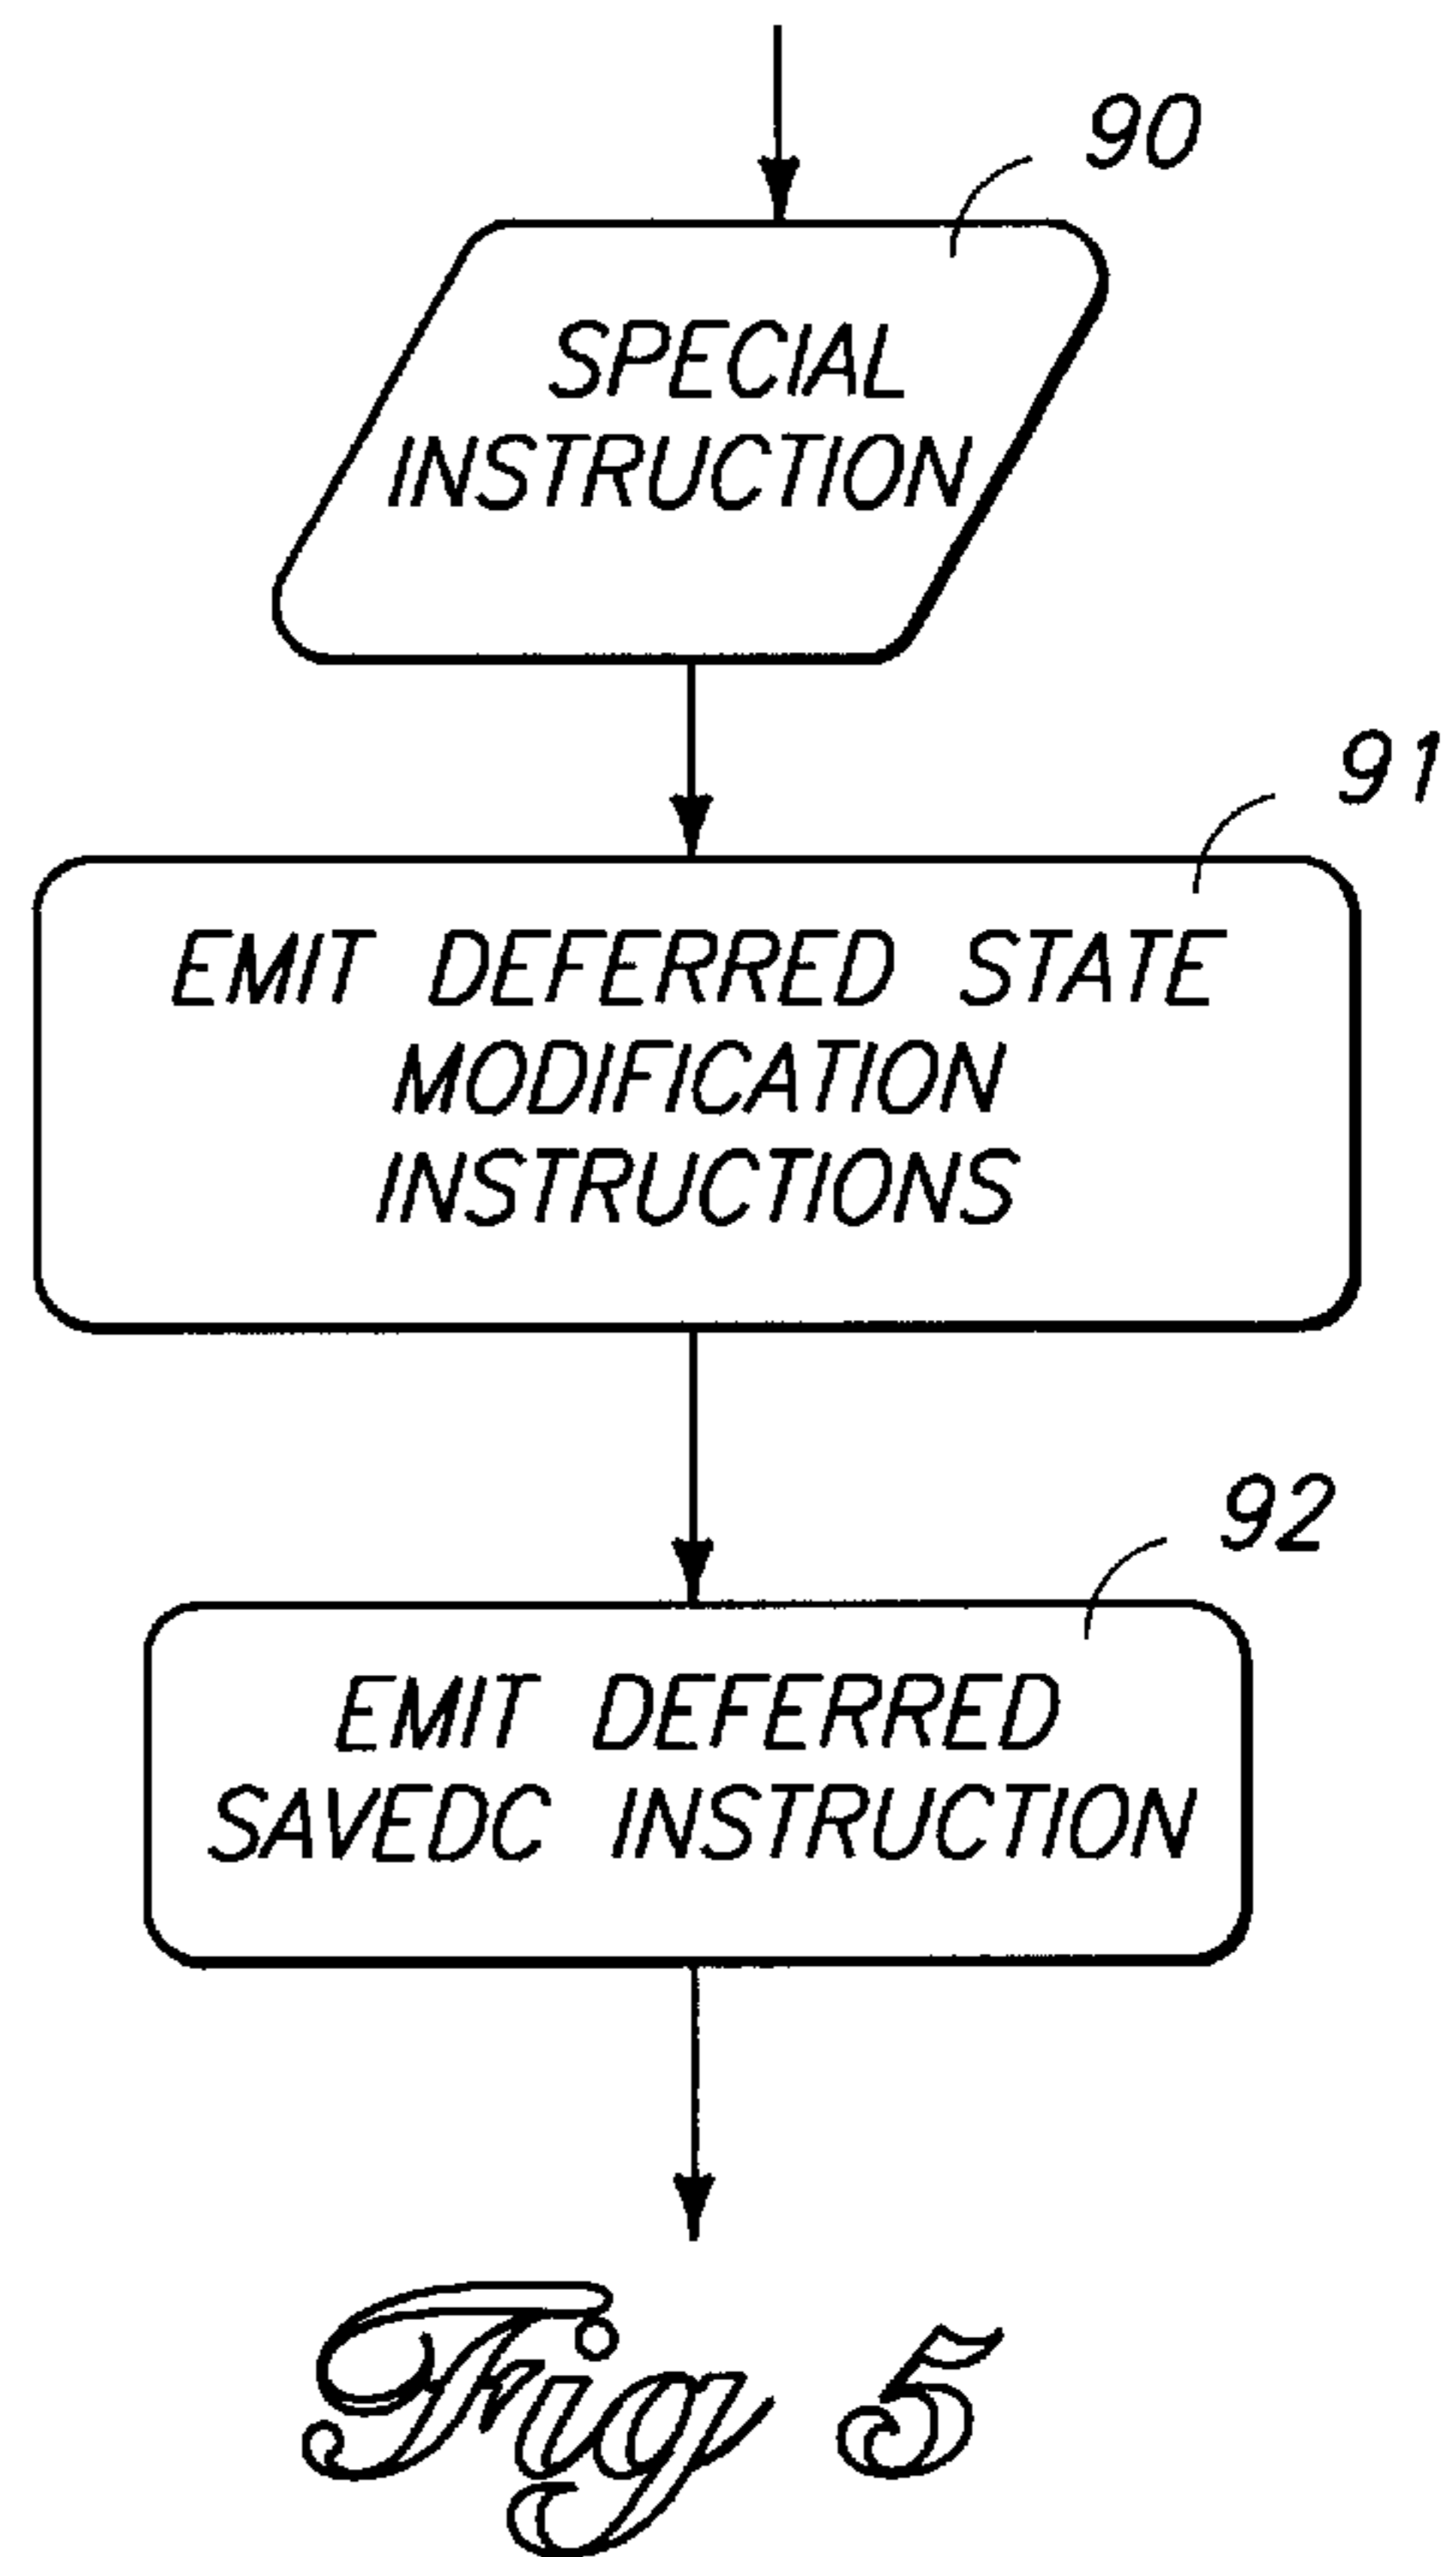 90
SPECIAL
INSTRUCTION
91
EMIT DEFERRED STATE
MODIFICATION
INSTRUCTIONS
92
EMIT DEFERRED
SAVEDC INSTRUCTION
Fig 5